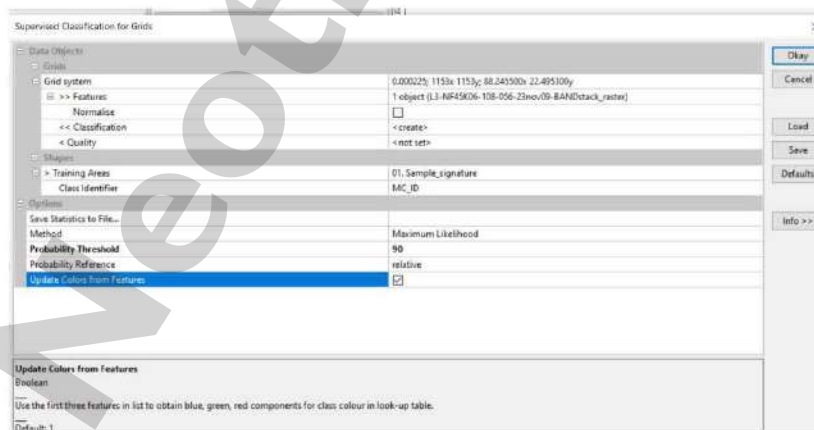 Supervised Classification for Grids
Data Objects
Grids
Grid system 0.000225; 1153x 1153y; 88.245500x 22.495300y
>> Features 1 object (L3-NF45K06-108-056-23nov09-BANDstack_raster)
Normalise
<< Classification <create>
< Quality <not set>
Shapes
> Training Areas 01. Sample_signature
Class Identifier MC_ID
Options
Save Statistics to File...
Method Maximum Likelihood
Probability Threshold 90
Probability Reference relative
Update Colors from Features
Okay
Cancel
Load
Save
Defaults
Info >>
Update Colors from Features
Boolean
Use the first three features in list to obtain blue, green, red components for class colour in look-up table.
Default: 1
Neot